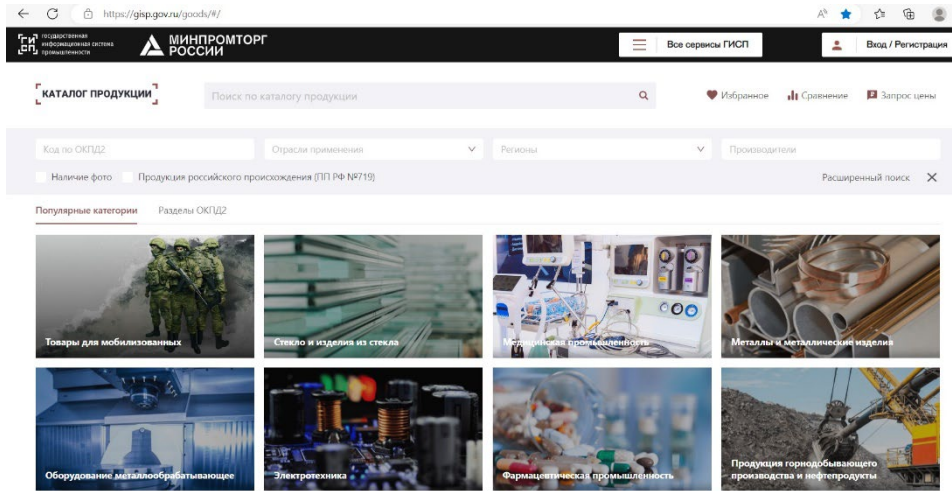 https://gisp.gov.ru/goods/#/
государственная
информационная система
промышленности
МИНПРОМТОРГ
РОССИИ
Все сервисы ГИСП
Вход / Регистрация
КАТАЛОГ ПРОДУКЦИИ
Поиск по каталогу продукции
Избранное
Сравнение
Запрос цены
Код по ОКПД2
Отрасли применения
Регионы
Производители
Наличие фото
Продукция российского происхождения (ПП РФ №719)
Расширенный поиск
Популярные категории
Разделы ОКПД2
Товары для мобилизованных
Стекло и изделия из стекла
Медицинская промышленность
Металлы и металлические изделия
Оборудование металлообрабатывающее
Электротехника
Фармацевтическая промышленность
Продукция горнодобывающего
производства и нефтепродукты